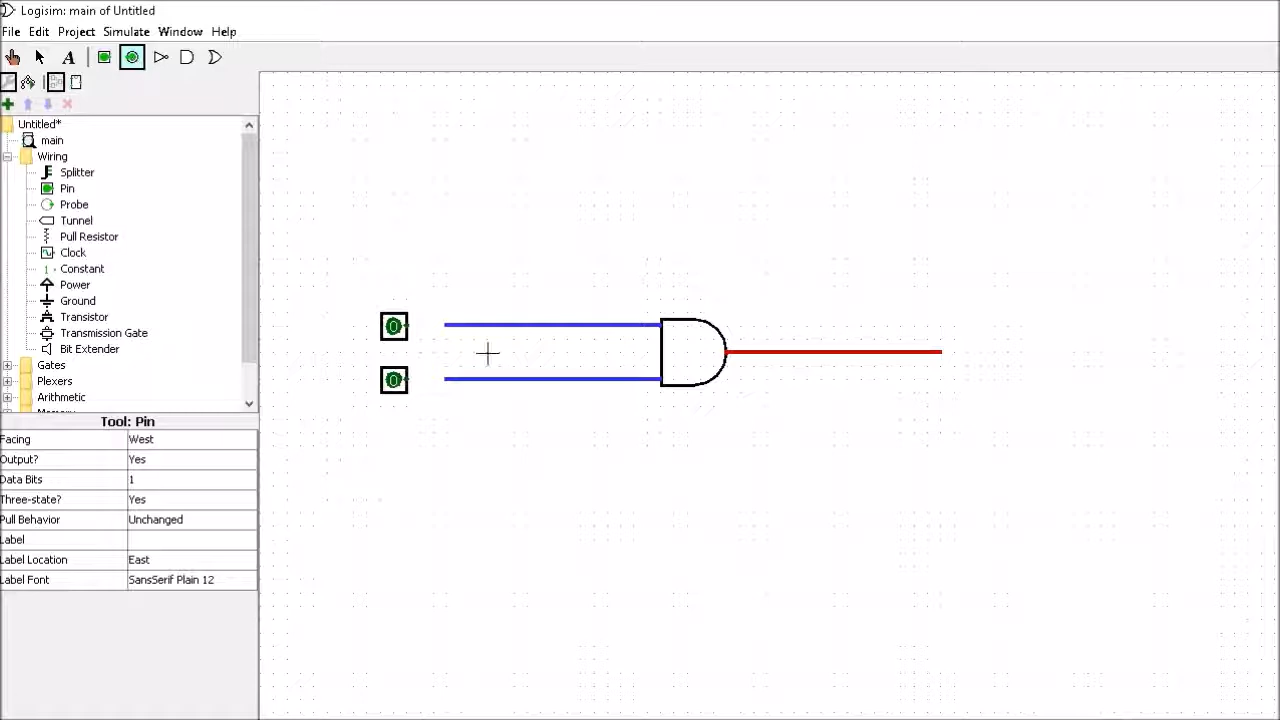 Logisim: main of Untitled
File Edit Project Simulate Window Help
A
Untitled*
main
Wiring
Splitter
Pin
Probe
Tunnel
Pull Resistor
Clock
1 Constant
Power
Ground
Transistor
Transmission Gate
Bit Extender
Gates
Plexers
Arithmetic
Tool: Pin
Facing West
Output? Yes
Data Bits 1
Three-state? Yes
Pull Behavior Unchanged
Label
Label Location East
Label Font SansSerif Plain 12
0
0